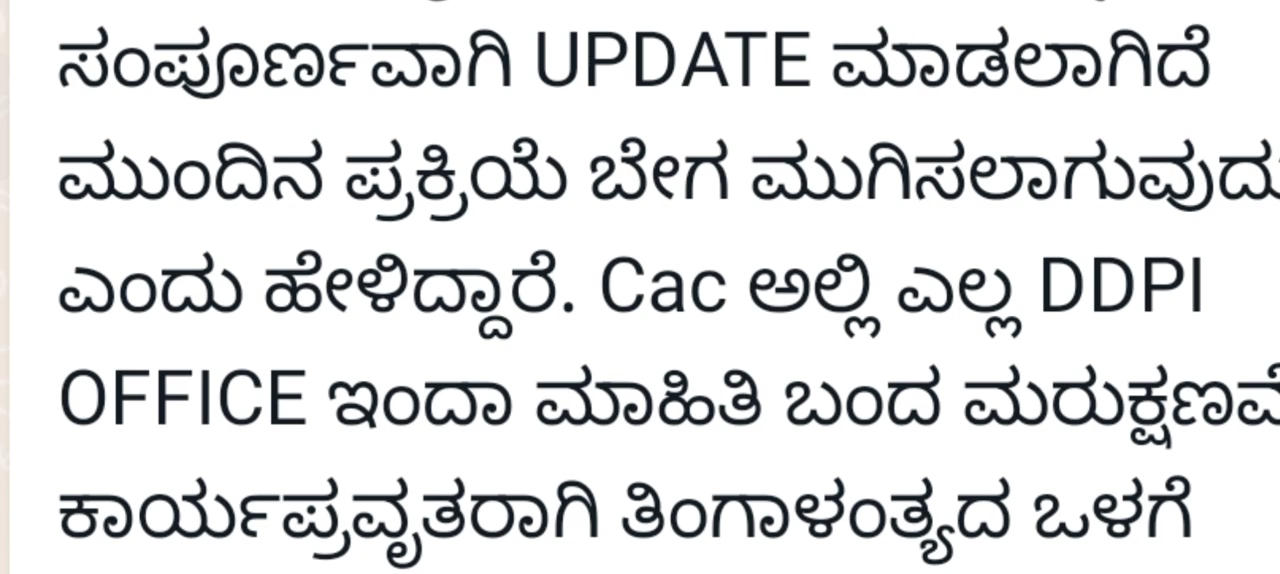 ಸಂಪೂರ್ಣವಾಗಿ UPDATE ಮಾಡಲಾಗಿದೆ
ಮುಂದಿನ ಪ್ರಕ್ರಿಯೆ ಬೇಗ ಮುಗಿಸಲಾಗುವುದು
ಎಂದು ಹೇಳಿದ್ದಾರೆ. Cac ಅಲ್ಲಿ ಎಲ್ಲ DDPI
OFFICE ಇಂದಾ ಮಾಹಿತಿ ಬಂದ ಮರುಕ್ಷಣವೆ
ಕಾರ್ಯಪ್ರವೃತರಾಗಿ ತಿಂಗಾಳಂತ್ಯದ ಒಳಗೆ